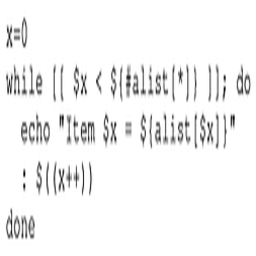 x=0
while [[ $x < ${#alist[*]} ]]; do
  echo "Item $x = ${alist[$x]}"
  : $((x++))
done